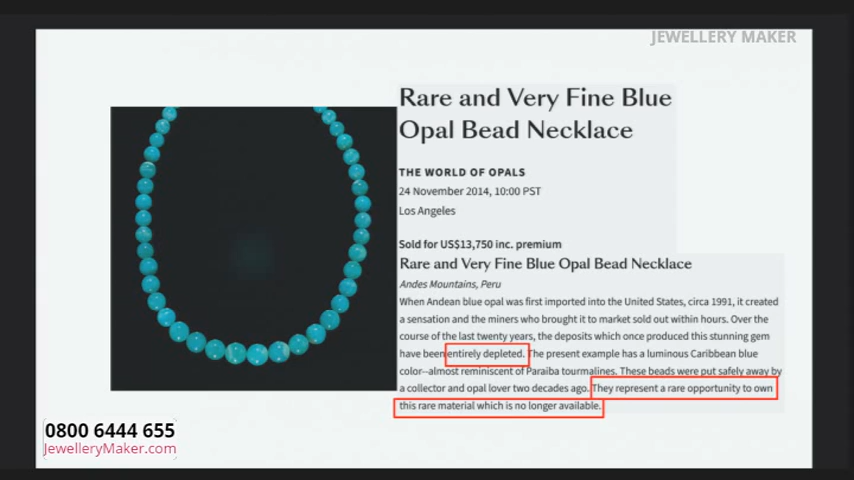 JEWELLERY MAKER
Rare and Very Fine Blue
Opal Bead Necklace
THE WORLD OF OPALS
24 November 2014, 10:00 PST
Los Angeles
Sold for US$13,750 inc. premium
Rare and Very Fine Blue Opal Bead Necklace
Andes Mountains, Peru
When Andean blue opal was first imported into the United States, circa 1991, it created
a sensation and the miners who brought it to market sold out within hours. Over the
course of the last twenty years, the deposits which once produced this stunning gem
have been entirely depleted. The present example has a luminous Caribbean blue
color--almost reminiscent of Paraiba tourmalines. These beads were put safely away by
a collector and opal lover two decades ago. They represent a rare opportunity to own
this rare material which is no longer available.
0800 6444 655
JewelleryMaker.com